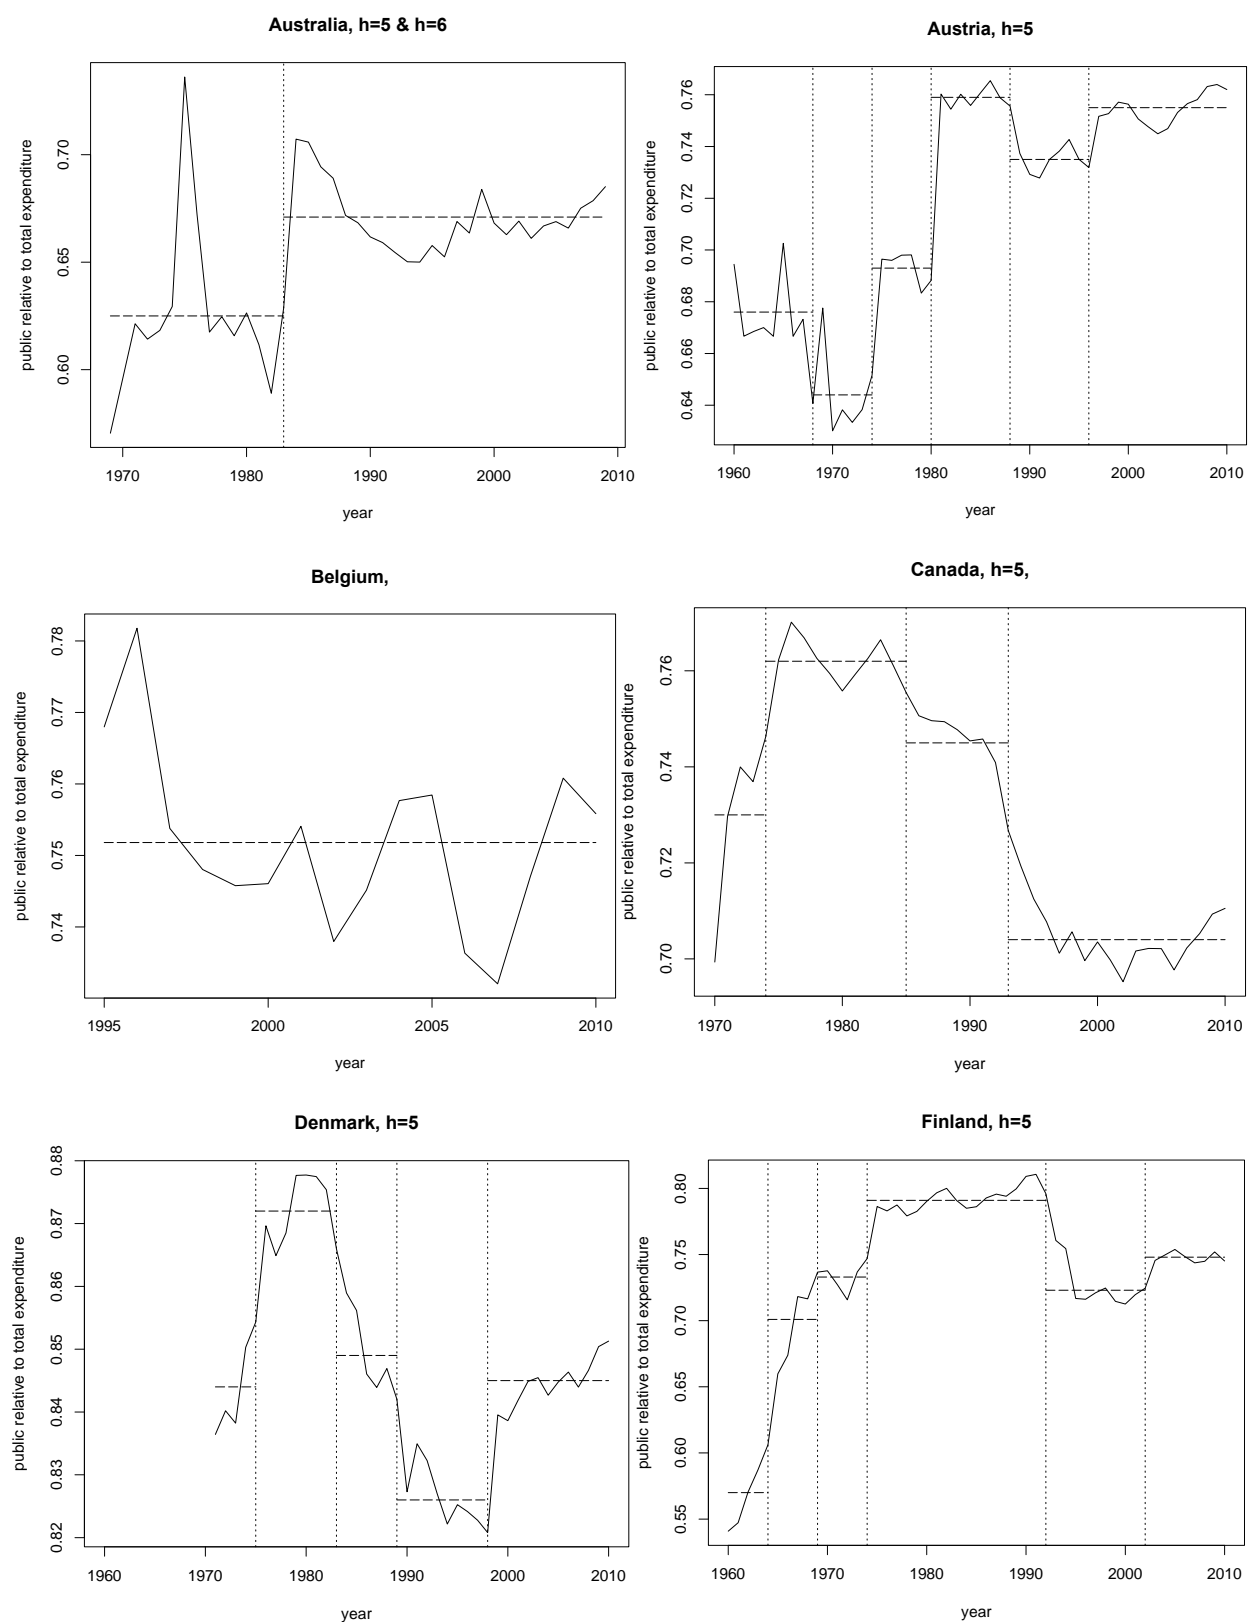 Australia, h=5 & h=6
public relative to total expenditure
0.60 0.65 0.70
1970 1980 1990 2000 2010
year
Austria, h=5
public relative to total expenditure
0.64 0.66 0.68 0.70 0.72 0.74 0.76
1960 1970 1980 1990 2000 2010
year
Belgium,
public relative to total expenditure
0.74 0.75 0.76 0.77 0.78
1995 2000 2005 2010
year
Canada, h=5,
public relative to total expenditure
0.70 0.72 0.74 0.76
1970 1980 1990 2000 2010
year
Denmark, h=5
public relative to total expenditure
0.82 0.83 0.84 0.85 0.86 0.87 0.88
1960 1970 1980 1990 2000 2010
year
Finland, h=5
public relative to total expenditure
0.55 0.60 0.65 0.70 0.75 0.80
1960 1970 1980 1990 2000 2010
year